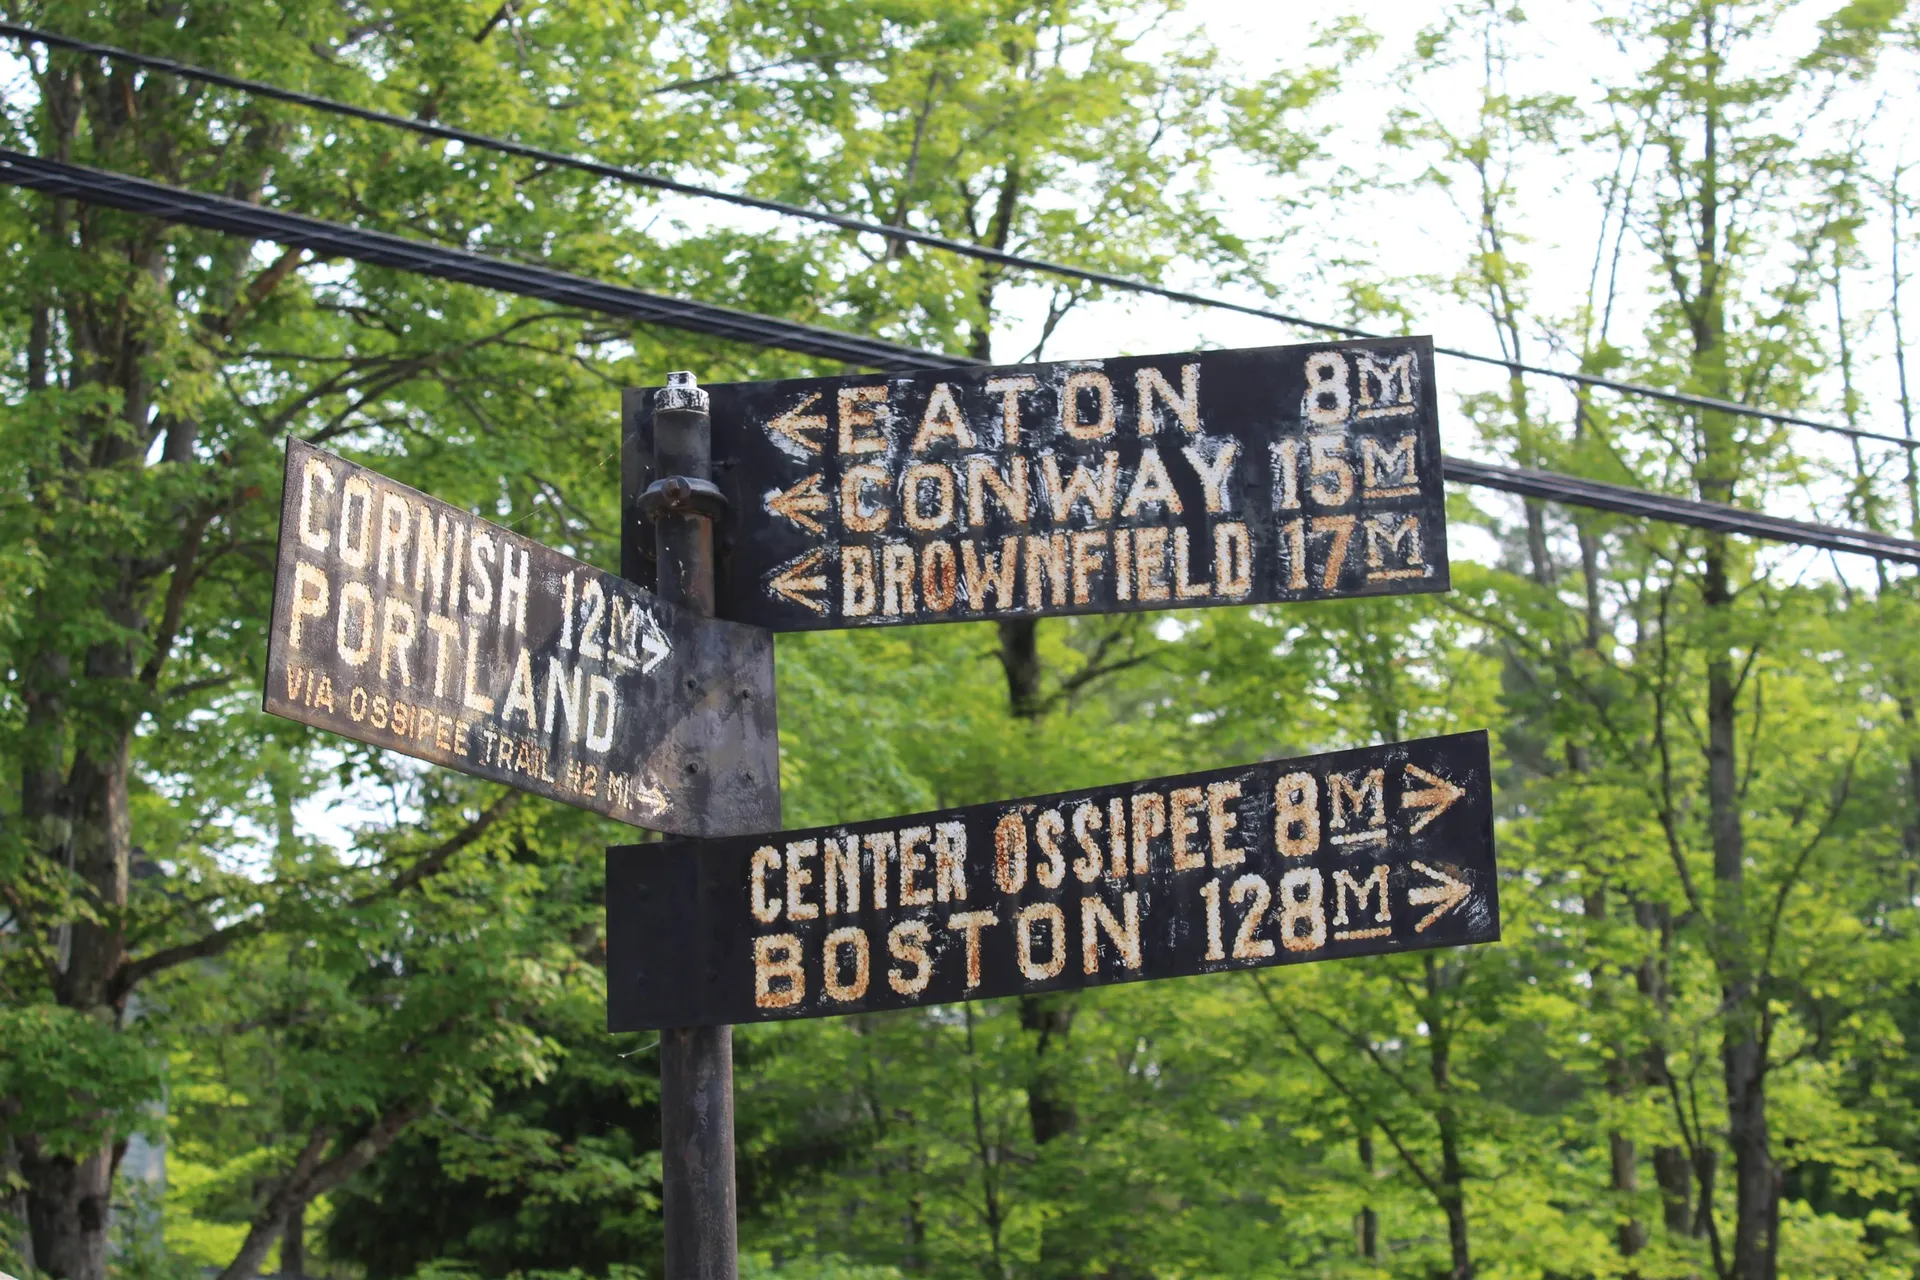 ← EATON 8M
← CONWAY 15M
← BROWNFIELD 17M
CORNISH 12M →
PORTLAND
VIA OSSIPEE TRAIL 42 MI. →
CENTER OSSIPEE 8M →
BOSTON 128M →